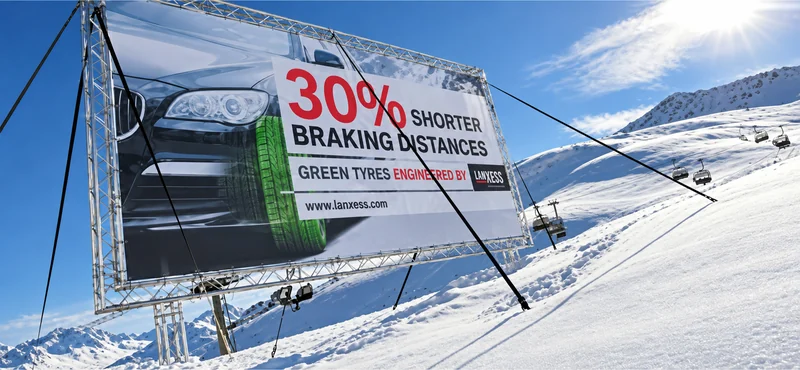 30% SHORTER
BRAKING DISTANCES
GREEN TYRES ENGINEERED BY LANXESS
www.lanxess.com